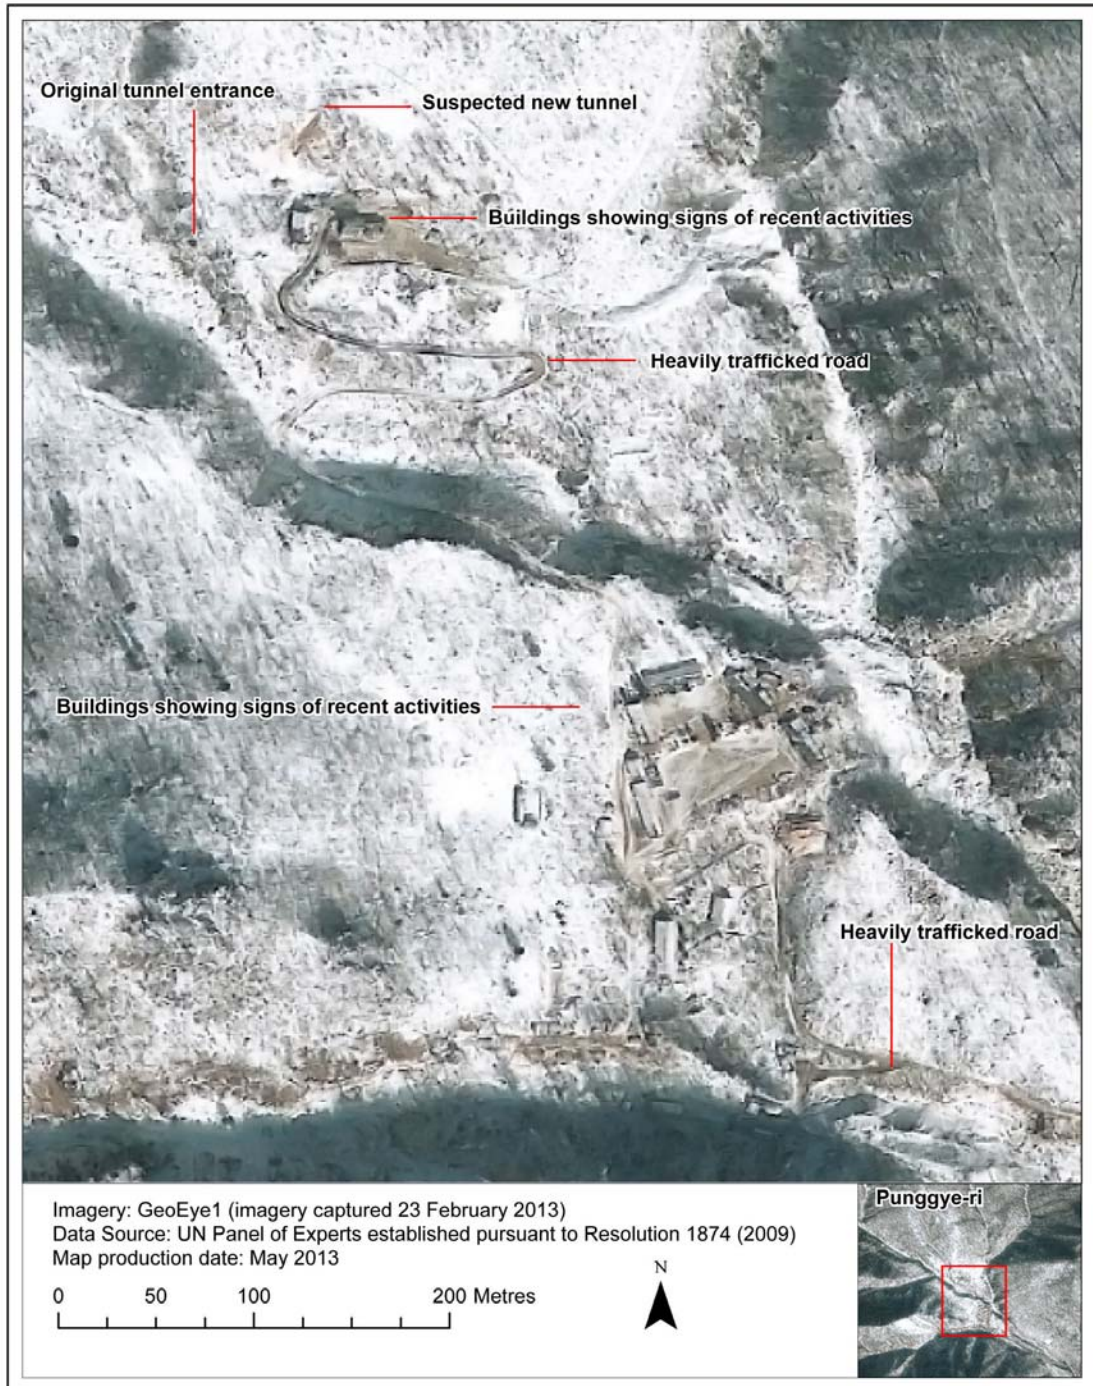 Original tunnel entrance
Suspected new tunnel
Buildings showing signs of recent activities
Heavily trafficked road
Buildings showing signs of recent activities
Heavily trafficked road
Imagery: GeoEye1 (imagery captured 23 February 2013)
Data Source: UN Panel of Experts established pursuant to Resolution 1874 (2009)
Map production date: May 2013
0 50 100 200 Metres
N
Punggye-ri